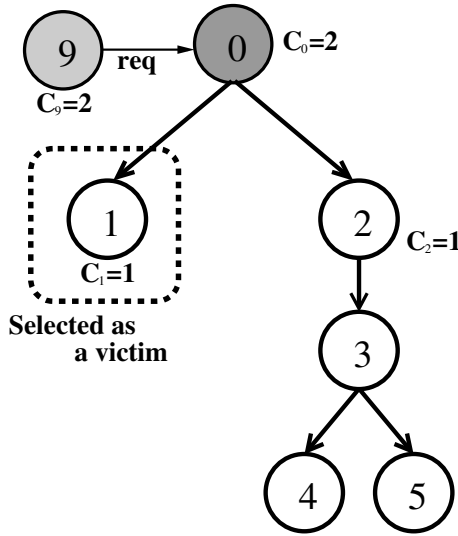 9
0
req
C₀=2
C₉=2
1
2
C₁=1
C₂=1
Selected as
a victim
3
4
5